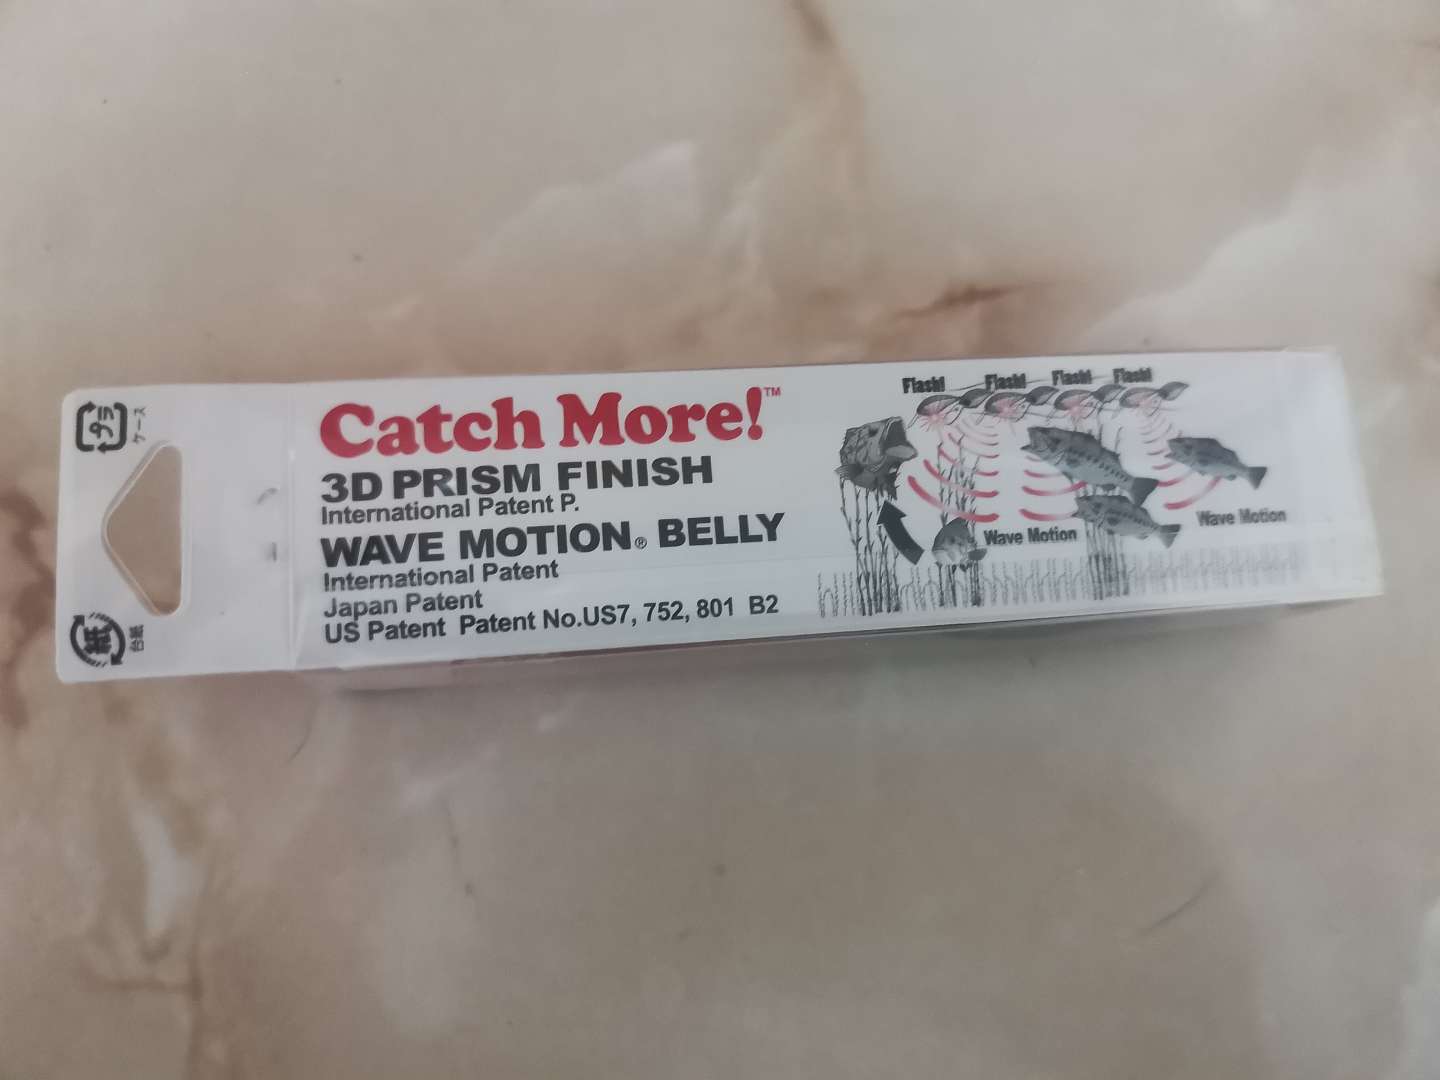 プラ
ケース
紙
台紙
Catch More!™
3D PRISM FINISH
International Patent P.
WAVE MOTION® BELLY
International Patent
Japan Patent
US Patent Patent No.US7, 752, 801 B2
Flash! Flash! Flash! Flash!
Wave Motion
Wave Motion